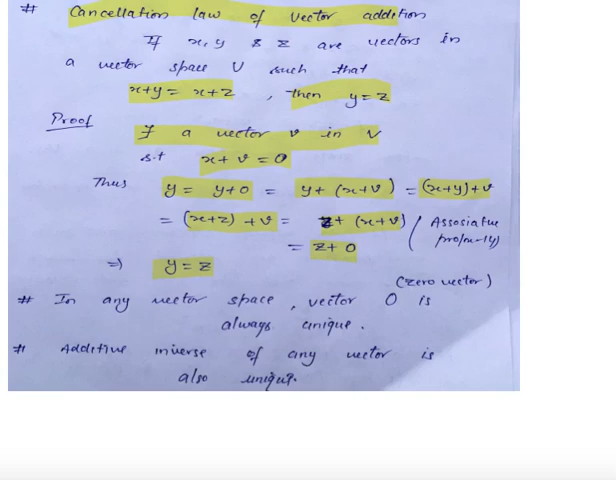 # Cancellation law of vector addition
If x, y & z are vectors in
a vector space V such that
x+y = x+z , then y = z
Proof
∃ a vector v in V
s.t x + v = 0
Thus y = y+0 = y + (x+v) = (x+y)+v
= (x+z) + v = z + (x+v) ( Assosiative
= z + 0
⇒ y = z
(zero vector)
# In any vector space , vector 0 is
always unique .
# Additive inverse of any vector is
also unique.